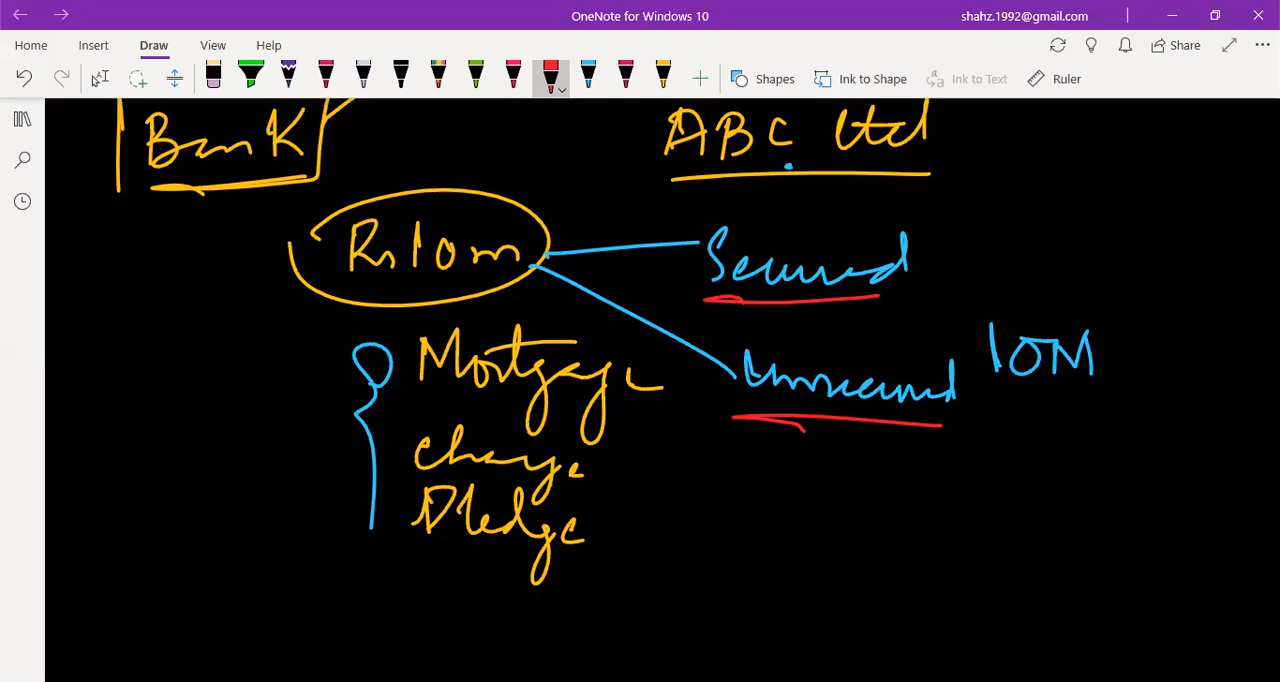 OneNote for Windows 10
shahz.1992@gmail.com
Home Insert Draw View Help
Share
Shapes Ink to Shape Ink to Text Ruler
Bank ABC Ltd
Rs 10m Secured
Unsecured 10M
Mortgage
Charge
Pledge